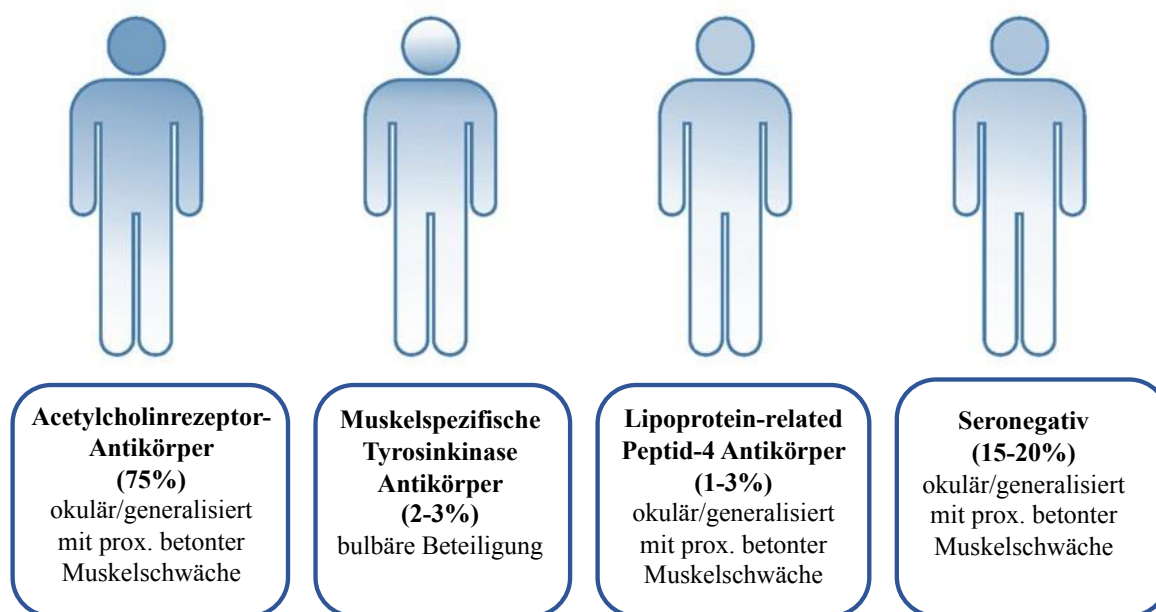 Acetylcholinrezeptor-
Antikörper
(75%)
okulär/generalisiert
mit prox. betonter
Muskelschwäche
Muskelspezifische
Tyrosinkinase
Antikörper
(2-3%)
bulbäre Beteiligung
Lipoprotein-related
Peptid-4 Antikörper
(1-3%)
okulär/generalisiert
mit prox. betonter
Muskelschwäche
Seronegativ
(15-20%)
okulär/generalisiert
mit prox. betonter
Muskelschwäche